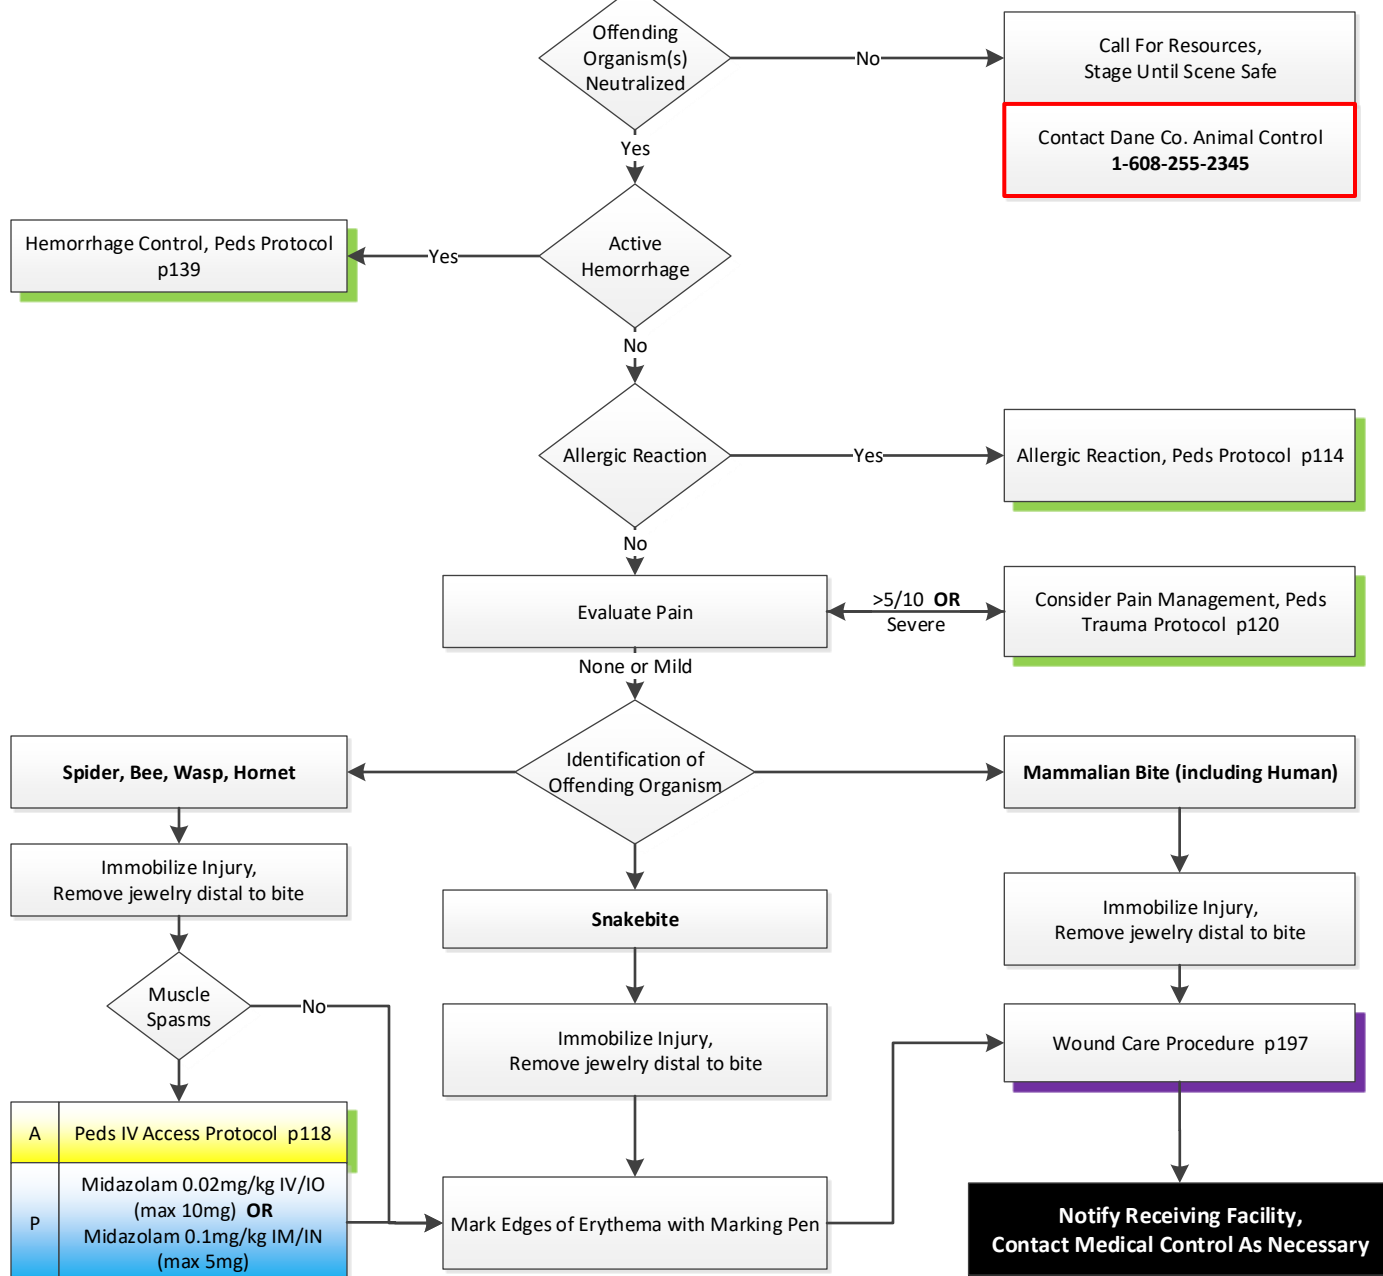 Offending
Organism(s)
Neutralized
No
Call For Resources,
Stage Until Scene Safe
Contact Dane Co. Animal Control
1-608-255-2345
Yes
Hemorrhage Control, Peds Protocol
p139
Yes
Active
Hemorrhage
No
Allergic Reaction
Yes
Allergic Reaction, Peds Protocol p114
No
Evaluate Pain
>5/10 OR
Severe
Consider Pain Management, Peds
Trauma Protocol p120
None or Mild
Identification of
Offending Organism
Spider, Bee, Wasp, Hornet
Mammalian Bite (including Human)
Immobilize Injury,
Remove jewelry distal to bite
Snakebite
Immobilize Injury,
Remove jewelry distal to bite
Muscle
Spasms
No
Immobilize Injury,
Remove jewelry distal to bite
Wound Care Procedure p197
A
Peds IV Access Protocol p118
P
Midazolam 0.02mg/kg IV/IO
(max 10mg) OR
Midazolam 0.1mg/kg IM/IN
(max 5mg)
Mark Edges of Erythema with Marking Pen
Notify Receiving Facility,
Contact Medical Control As Necessary